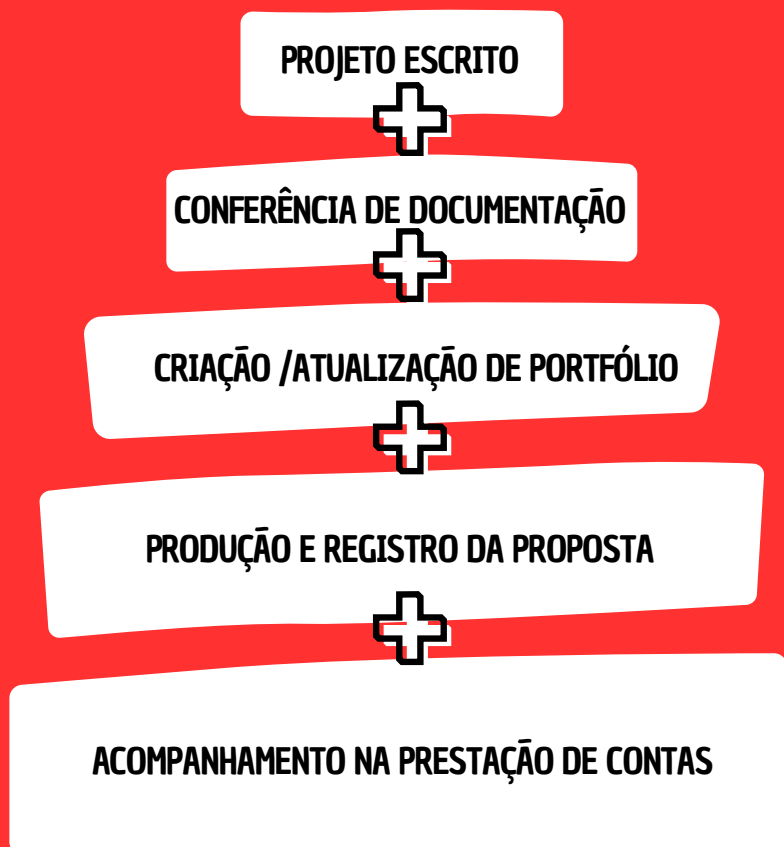 PROJETO ESCRITO
CONFERÊNCIA DE DOCUMENTAÇÃO
CRIAÇÃO /ATUALIZAÇÃO DE PORTFÓLIO
PRODUÇÃO E REGISTRO DA PROPOSTA
ACOMPANHAMENTO NA PRESTAÇÃO DE CONTAS